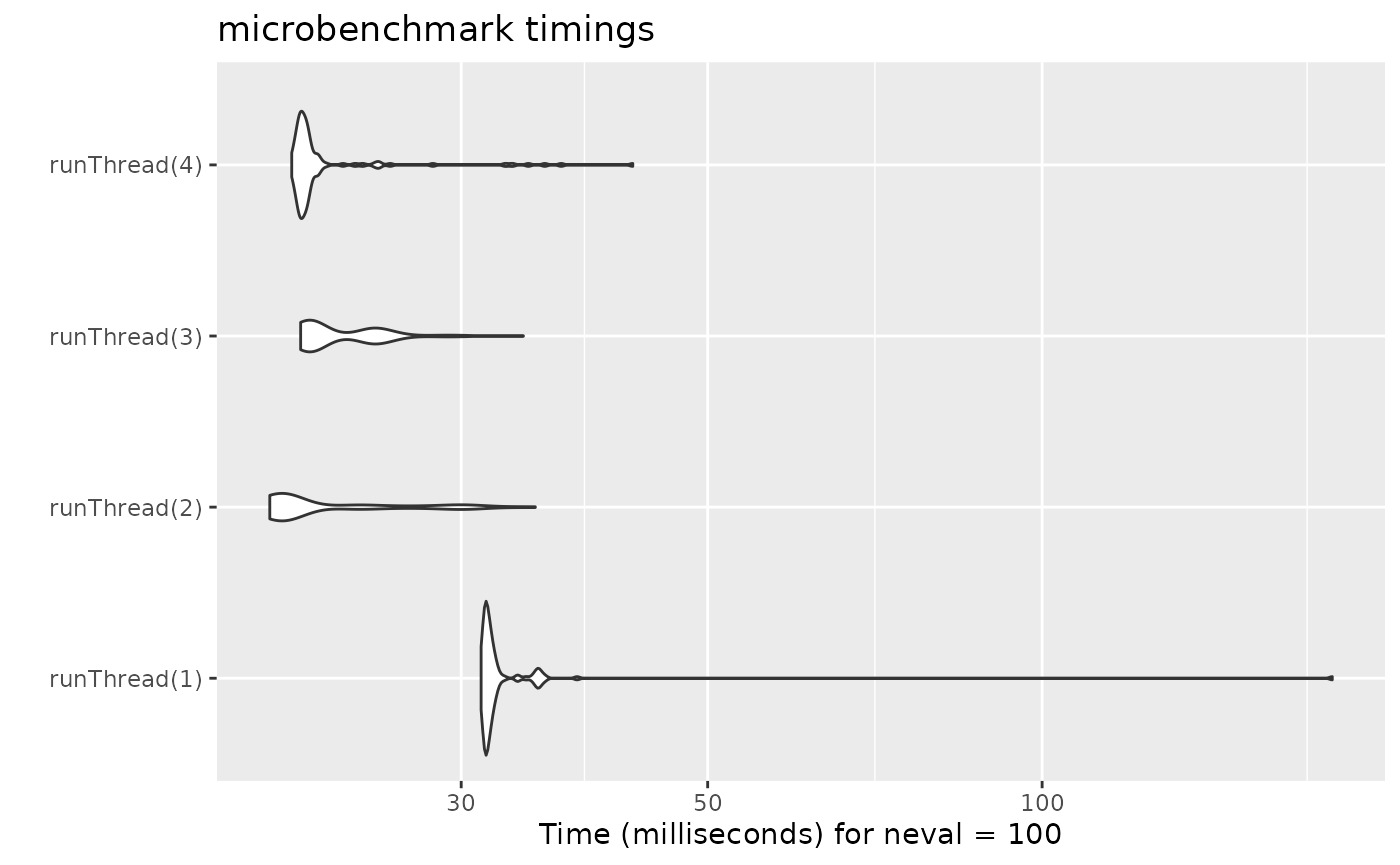 microbenchmark timings
runThread(4)
runThread(3)
runThread(2)
runThread(1)
30 50 100
Time (milliseconds) for neval = 100